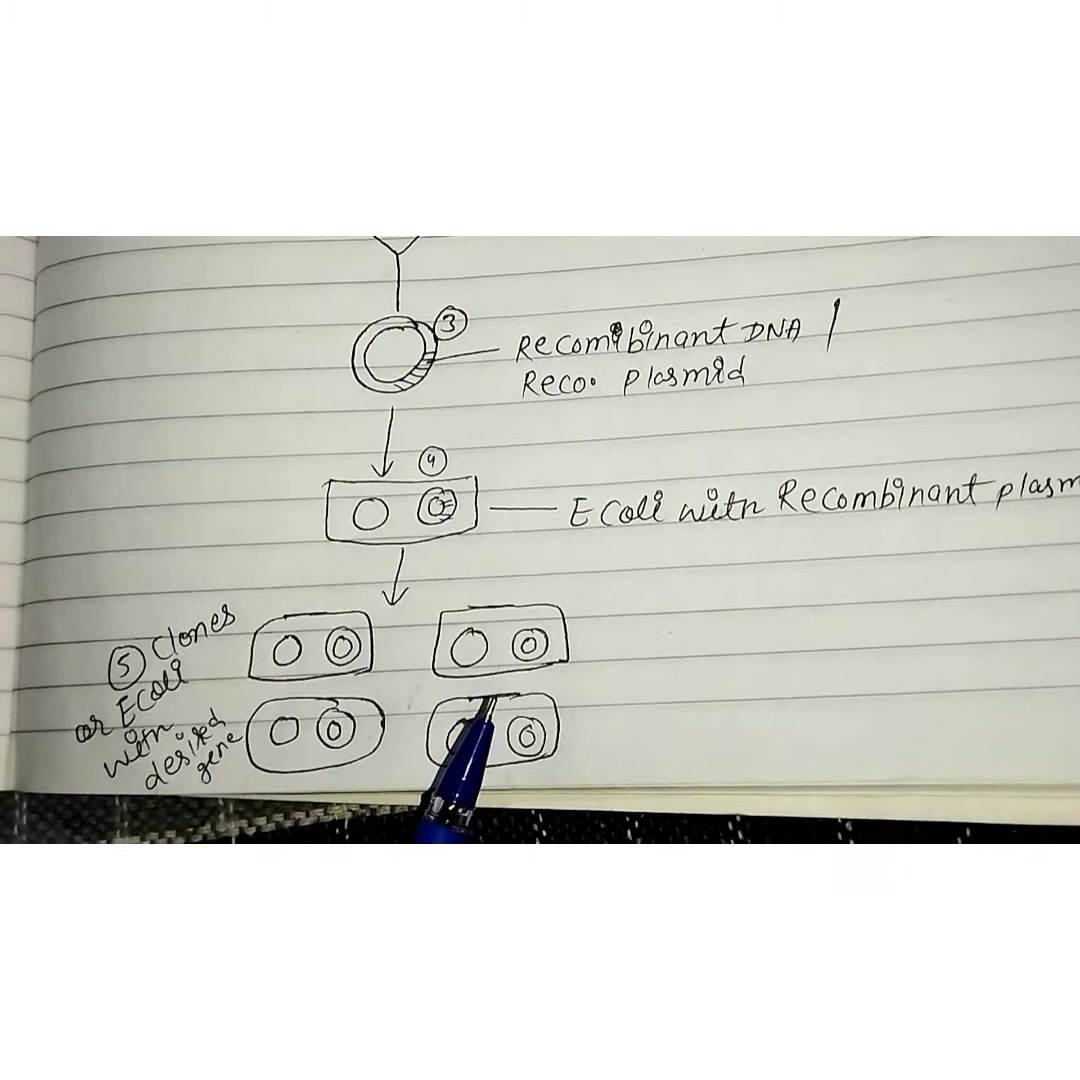 ③
Recombinant DNA /
Reco. plasmid
④
E coli with Recombinant plasm
⑤ Clones
or E coli
with
desired
gene